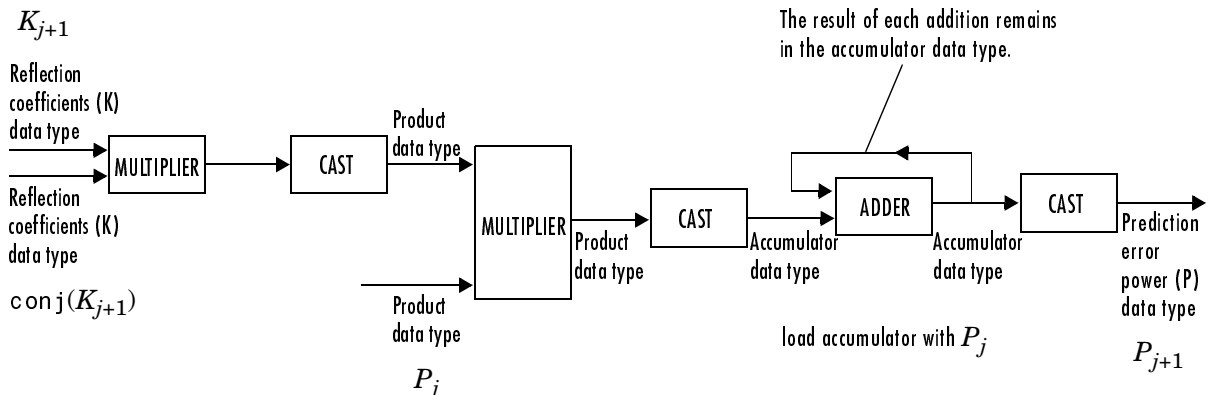 K_{j+1}
Reflection
coefficients (K)
data type
MULTIPLIER
Reflection
coefficients (K)
data type
conj(K_{j+1})
CAST
Product
data type
MULTIPLIER
Product
data type
P_j
Product
data type
CAST
Accumulator
data type
The result of each addition remains
in the accumulator data type.
ADDER
Accumulator
data type
load accumulator with P_j
CAST
Prediction
error
power (P)
data type
P_{j+1}